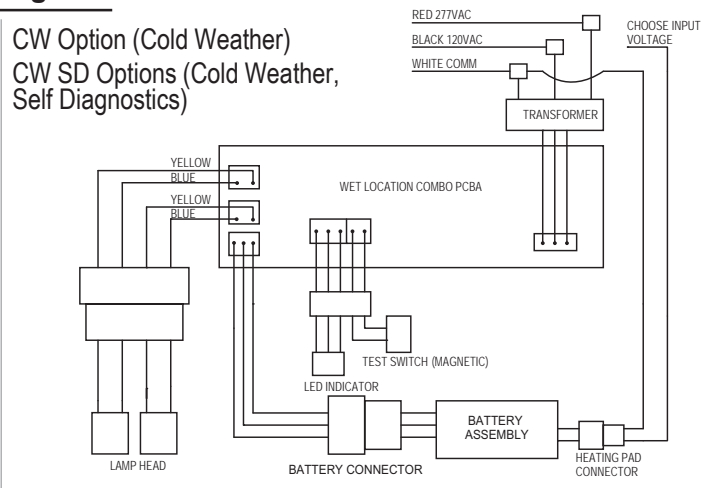 CW Option (Cold Weather)
CW SD Options (Cold Weather,
Self Diagnostics)
RED 277VAC
BLACK 120VAC
WHITE COMM
CHOOSE INPUT
VOLTAGE
TRANSFORMER
YELLOW
BLUE
YELLOW
BLUE
WET LOCATION COMBO PCBA
TEST SWITCH (MAGNETIC)
LED INDICATOR
LAMP HEAD
BATTERY CONNECTOR
BATTERY
ASSEMBLY
HEATING PAD
CONNECTOR